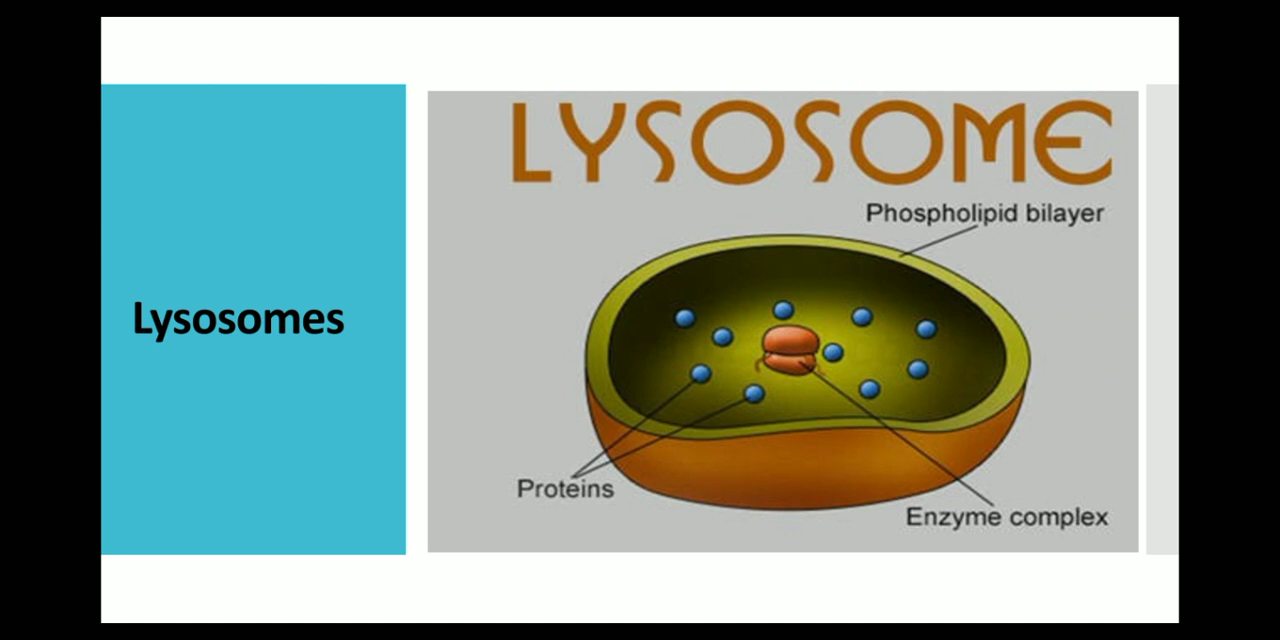 Lysosomes
LYSOSOME
Phospholipid bilayer
Proteins
Enzyme complex